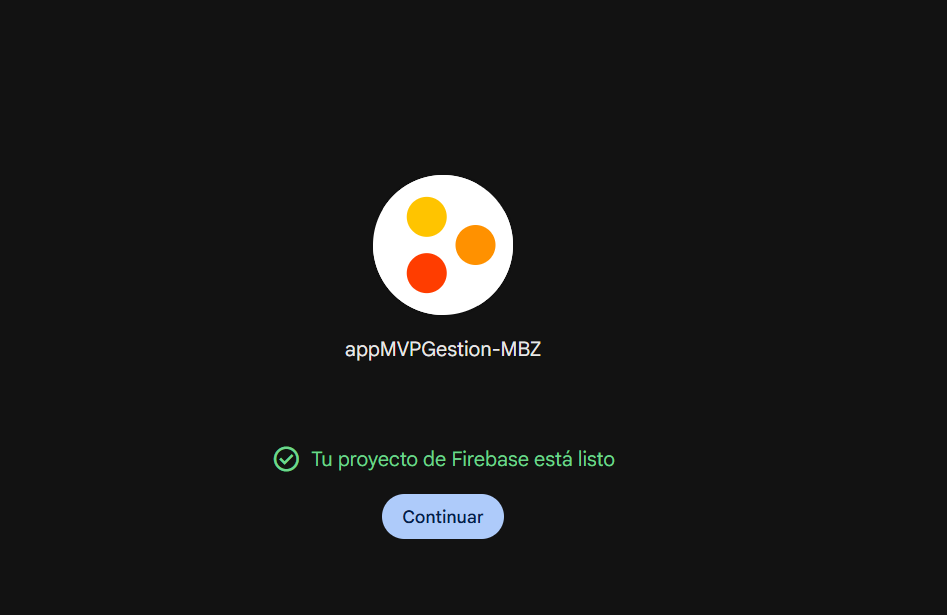 appMVPGestion-MBZ
Tu proyecto de Firebase está listo
Continuar